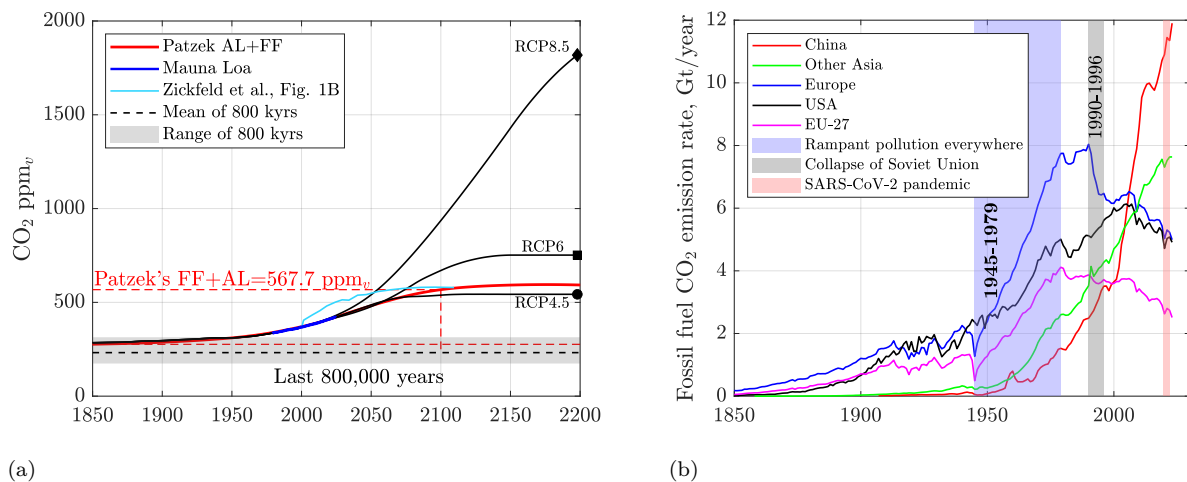 2000
1500
1000
500
0
CO₂ ppmᵥ
Patzek AL+FF
Mauna Loa
Zickfeld et al., Fig. 1B
Mean of 800 kyrs
Range of 800 kyrs
RCP8.5
RCP6
Patzek's FF+AL=567.7 ppmᵥ
RCP4.5
Last 800,000 years
1850 1900 1950 2000 2050 2100 2150 2200
(a)
12
10
8
6
4
2
0
Fossil fuel CO₂ emission rate, Gt/year
China
Other Asia
Europe
USA
EU-27
Rampant pollution everywhere
Collapse of Soviet Union
SARS-CoV-2 pandemic
1990-1996
1945-1979
1850 1900 1950 2000
(b)